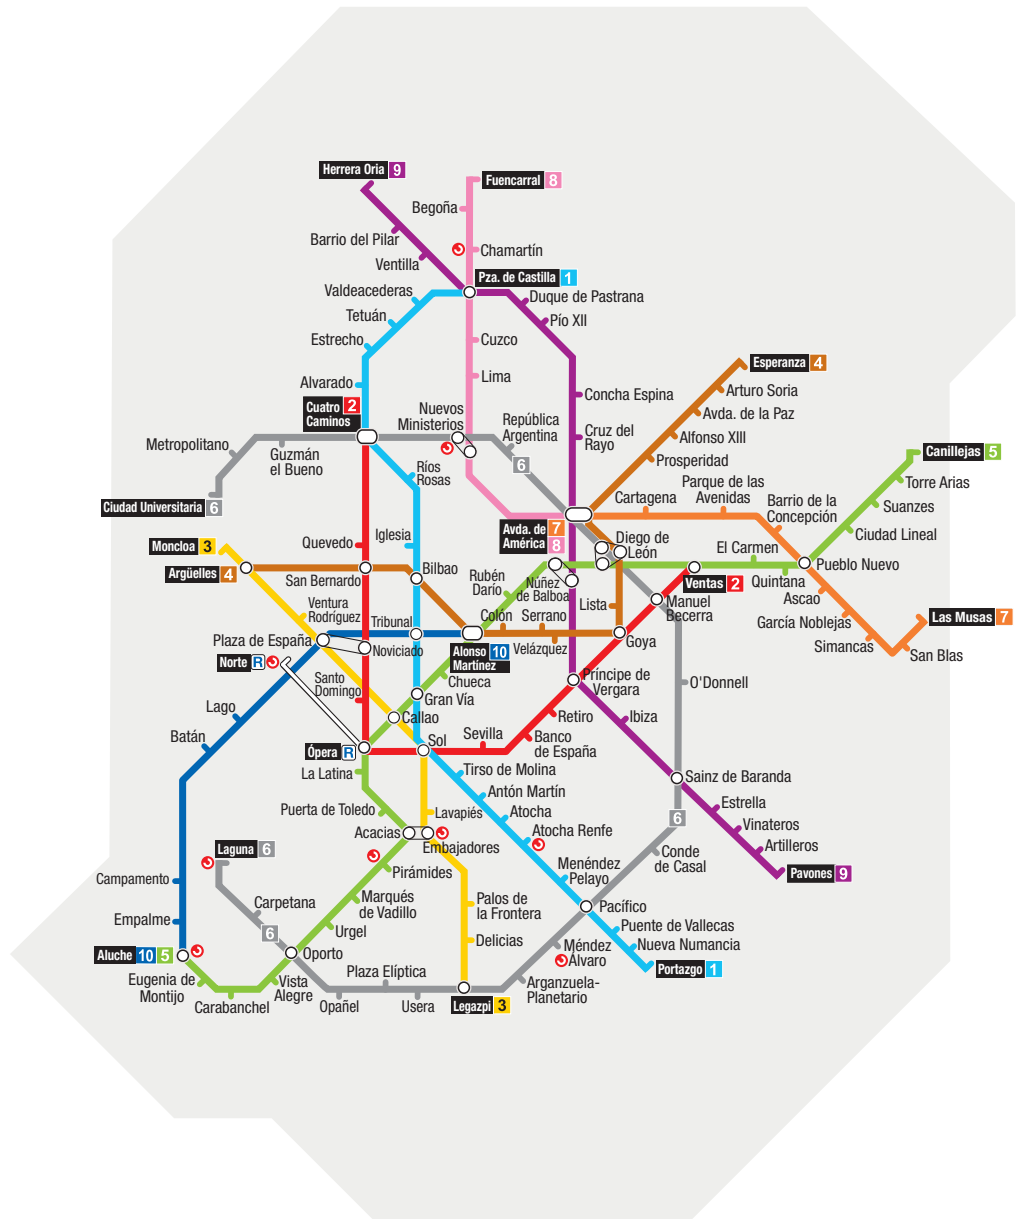 Herrera Oria 9
Fuencarral 8
Begoña
Barrio del Pilar
Chamartín
Ventilla
Pza. de Castilla 1
Valdeacederas
Duque de Pastrana
Tetuán
Pío XII
Estrecho
Cuzco
Esperanza 4
Alvarado
Lima
Arturo Soria
Concha Espina
Cuatro
Caminos 2
Nuevos
Ministerios
República
Argentina
Avda. de la Paz
Cruz del
Rayo
Alfonso XIII
Metropolitano
Guzmán
el Bueno
6
Prosperidad
Canillejas 5
Ríos
Rosas
Parque de las
Avenidas
Torre Arias
Cartagena
Ciudad Universitaria 6
Barrio de la
Concepción
Suanzes
Avda. de
América
7
8
Ciudad Lineal
Quevedo
Iglesia
Diego de
León
Moncloa 3
El Carmen
Argüelles 4
Bilbao
Pueblo Nuevo
San Bernardo
Rubén
Darío
Núñez
de Balboa
Ventas 2
Quintana
Ascao
Ventura
Rodríguez
Lista
Manuel
Becerra
Colón
Serrano
García Noblejas
Las Musas 7
Tribunal
Goya
Plaza de España
Noviciado
Alonso
Martínez
10
Velázquez
Simancas
San Blas
Norte R
Santo
Domingo
Chueca
Príncipe de
Vergara
O'Donnell
Gran Vía
Lago
Callao
Retiro
Ibiza
Batán
Ópera R
Sol
Sevilla
Banco
de España
La Latina
Tirso de Molina
Sainz de Baranda
Antón Martín
Puerta de Toledo
Lavapiés
Atocha
Estrella
6
Vinateros
Acacias
Embajadores
Atocha Renfe
Artilleros
Laguna 6
Pirámides
Menéndez
Pelayo
Conde
de Casal
Pavones 9
Campamento
Carpetana
Marqués
de Vadillo
Palos de
la Frontera
Pacífico
Empalme
6
Urgel
Puente de Vallecas
Delicias
Méndez
Álvaro
Nueva Numancia
Aluche 10 5
Oporto
Portazgo 1
Eugenia de
Montijo
Vista
Alegre
Plaza Elíptica
Arganzuela-
Planetario
Carabanchel
Opañel
Usera
Legazpi 3